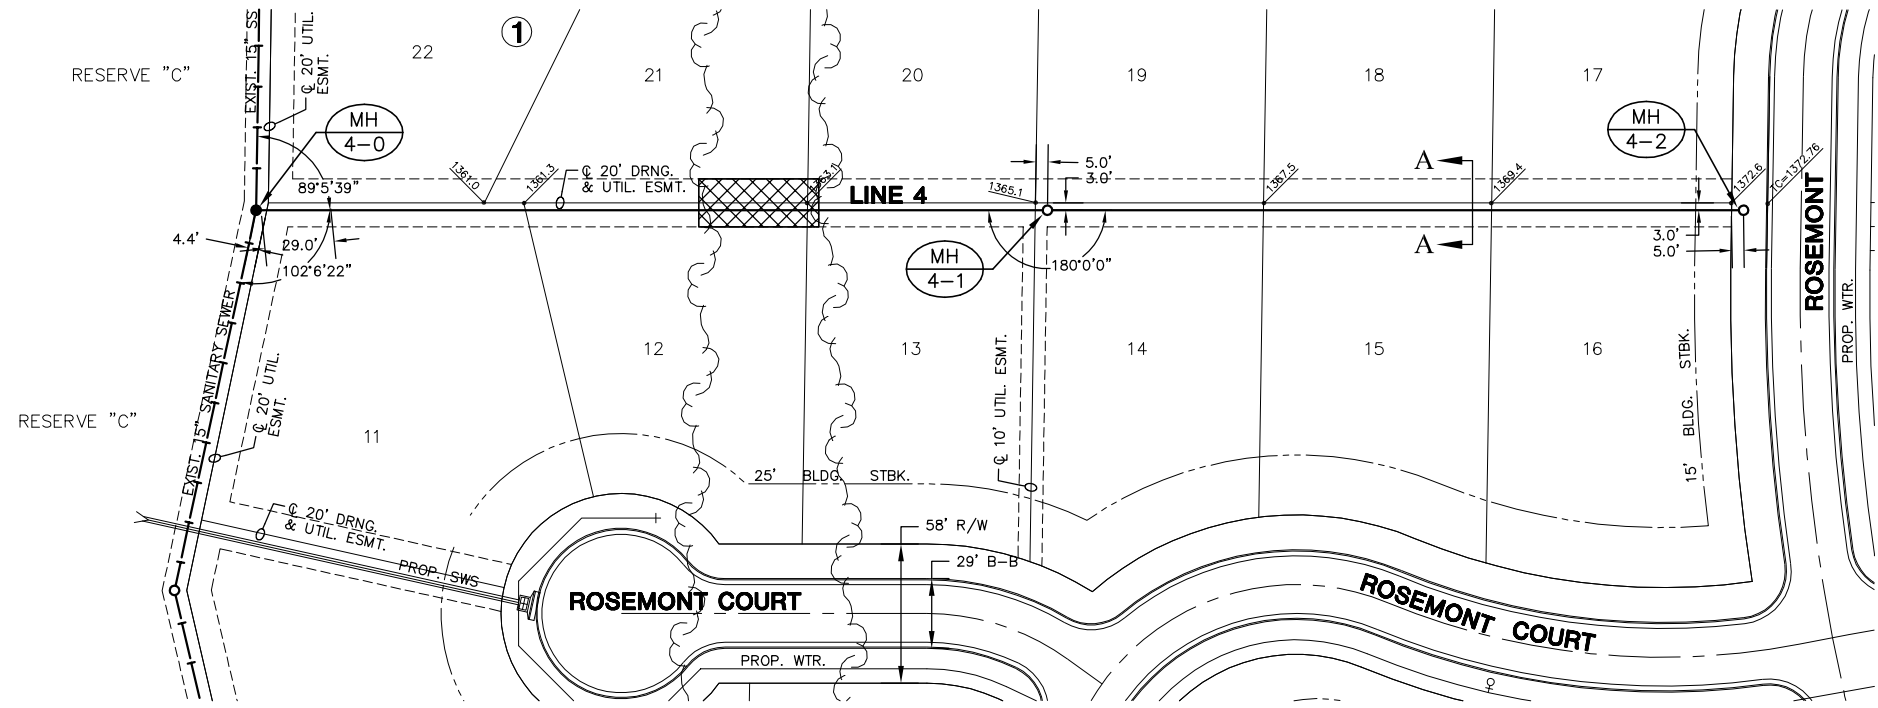 EXIST. 15" SS
℄ 20' UTIL.
ESMT.
①
22
RESERVE "C"
21
20
19
18
17
MH
4-0
MH
4-2
89°5'39"
1361.0
1361.3
℄ 20' DRNG.
& UTIL. ESMT.
1363.11
LINE 4
1365.1
5.0'
3.0'
1367.5
A
1369.4
1372.6
TC=1372.76
ROSEMONT
4.4'
29.0'
102°6'22"
MH
4-1
180°0'0"
A
3.0'
5.0'
PROP. WTR.
EXIST. 15" SANITARY SEWER
℄ 20' UTIL.
ESMT.
12
13
14
15
16
℄ 10' UTIL. ESMT.
15' BLDG. STBK.
RESERVE "C"
11
25' BLDG. STBK.
℄ 20' DRNG.
& UTIL. ESMT.
PROP. SWS
58' R/W
29' B-B
ROSEMONT COURT
ROSEMONT COURT
PROP. WTR.